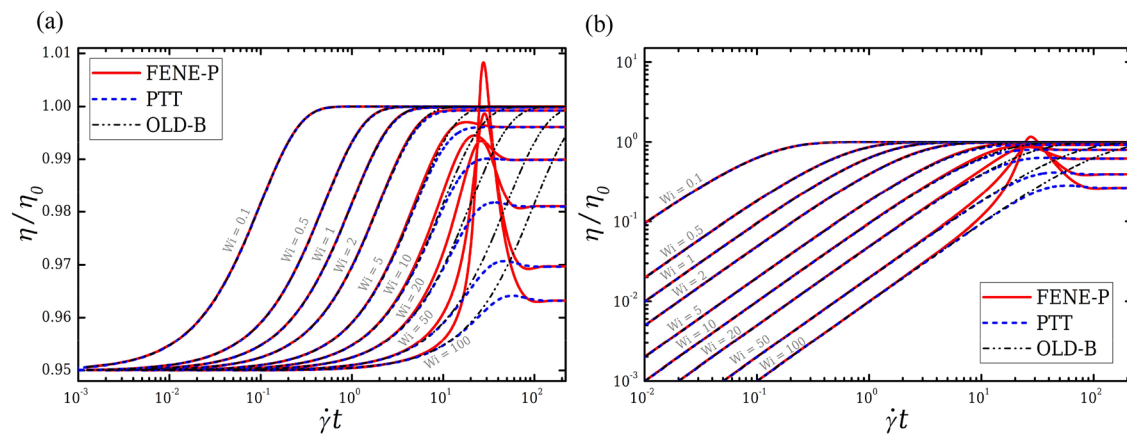 (a)
η/η₀
1.01
1.00
0.99
0.98
0.97
0.96
0.95
FENE-P
PTT
OLD-B
Wi = 0.1
Wi = 0.5
Wi = 1
Wi = 2
Wi = 5
Wi = 10
Wi = 20
Wi = 50
Wi = 100
10⁻³
10⁻²
10⁻¹
10⁰
10¹
10²
γ̇t
(b)
η/η₀
10¹
10⁰
10⁻¹
10⁻²
10⁻³
Wi = 0.1
Wi = 0.5
Wi = 1
Wi = 2
Wi = 5
Wi = 10
Wi = 20
Wi = 50
Wi = 100
FENE-P
PTT
OLD-B
10⁻²
10⁻¹
10⁰
10¹
10²
γ̇t